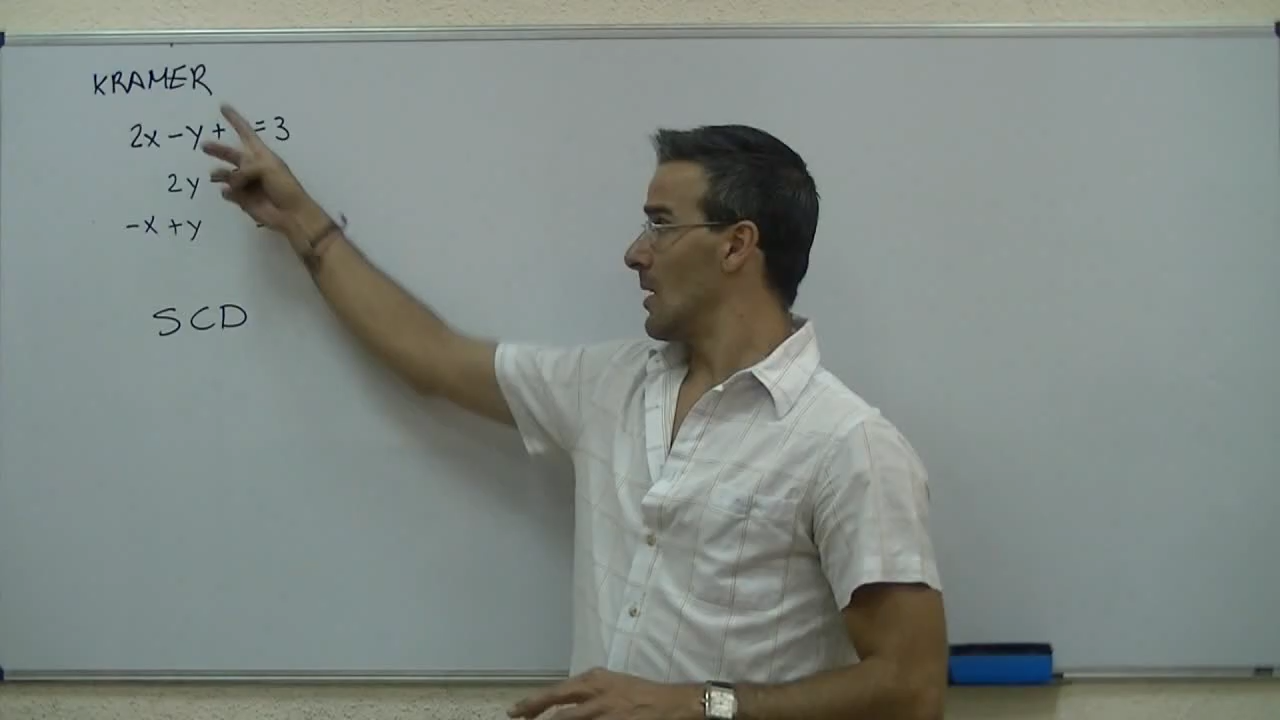 KRAMER
2x - y + = 3
2y
-x + y
SCD